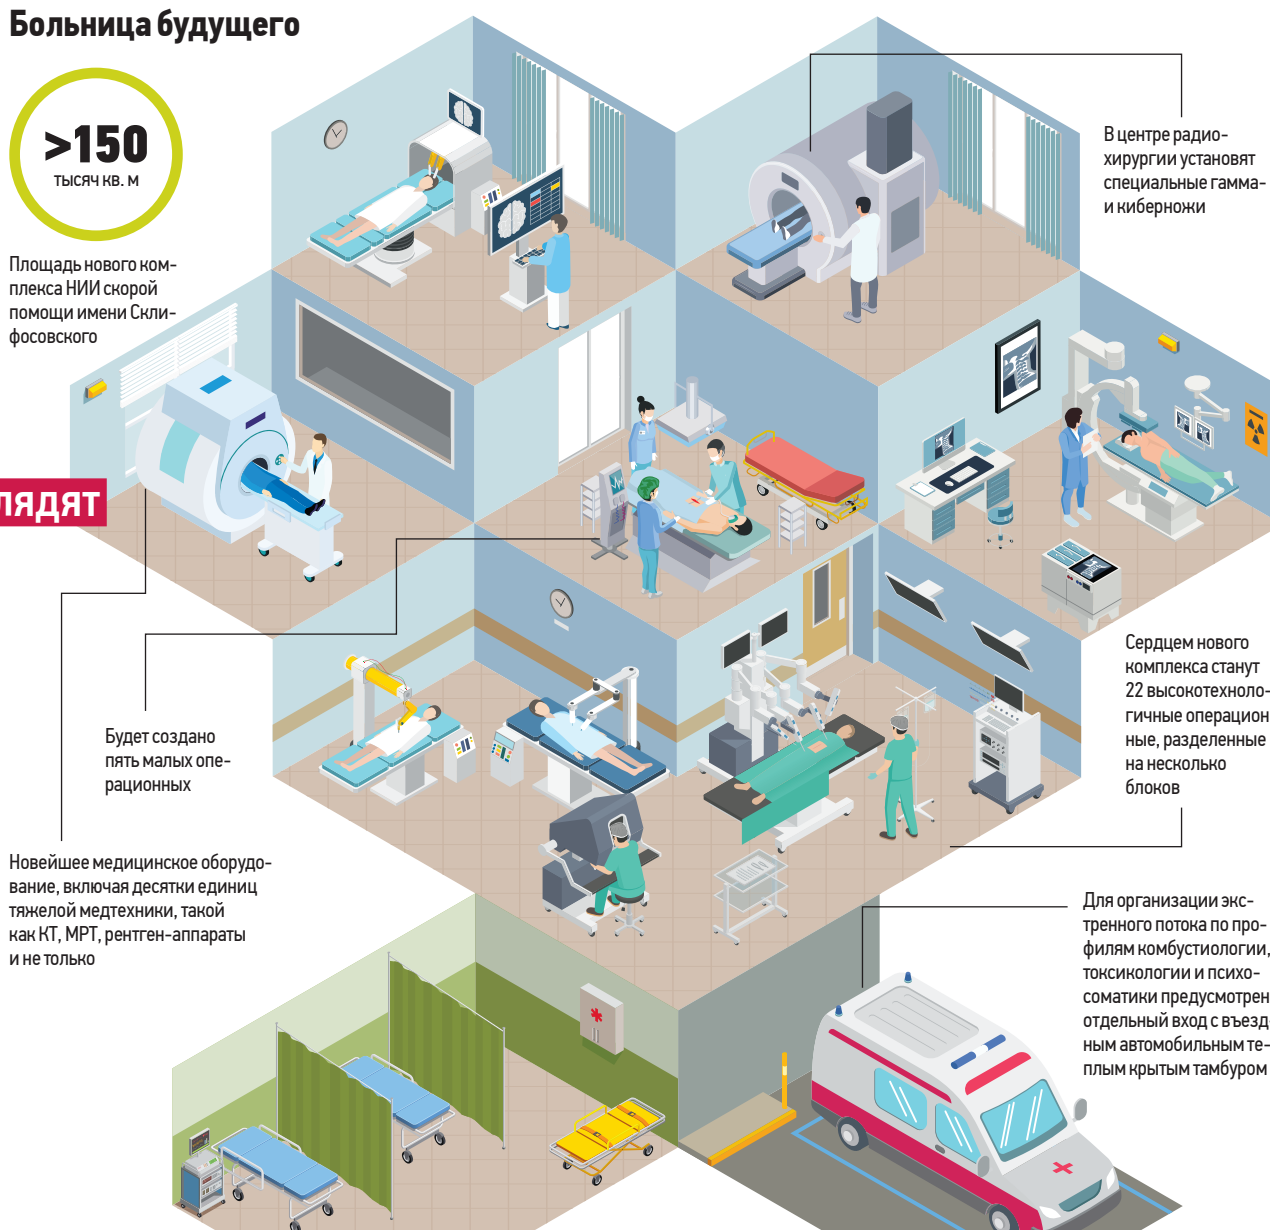 Больница будущего
>150
тысяч кв. м
Площадь нового ком-
плекса НИИ скорой
помощи имени Скли-
фосовского
В центре радио-
хирургии установят
специальные гамма-
и киберножи
лядят
Сердцем нового
комплекса станут
22 высокотехноло-
гичные операцион
ные, разделенные
на несколько
блоков
Будет создано
пять малых опе-
рационных
Новейшее медицинское оборудо-
вание, включая десятки единиц
тяжелой медтехники, такой
как КТ, МРТ, рентген-аппараты
и не только
Для организации экс-
тренного потока по про-
филям комбустиологии,
токсикологии и психо-
соматики предусмотрен
отдельный вход с въезд
ным автомобильным те-
плым крытым тамбуром